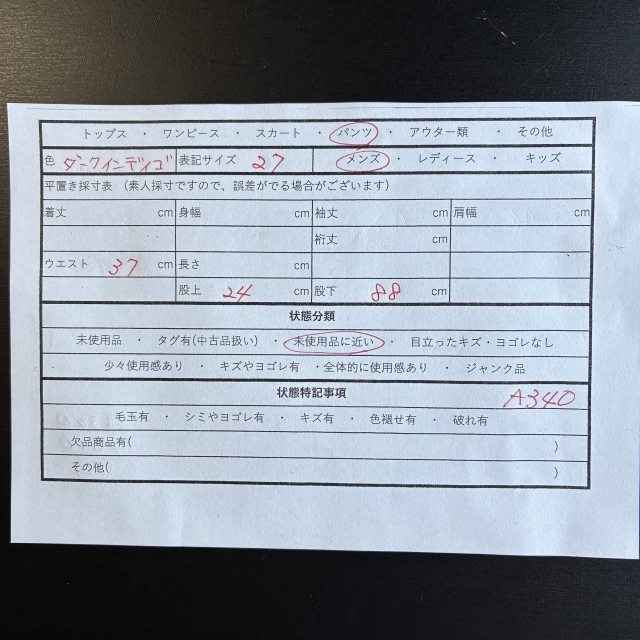 トップス ・ ワンピース ・ スカート ・ パンツ ・ アウター類 ・ その他
色 ダークインディゴ 表記サイズ 27 メンズ ・ レディース ・ キッズ
平置き採寸表 （素人採寸ですので、誤差がでる場合がございます）
着丈 cm 身幅 cm 袖丈 cm 肩幅 cm
裄丈 cm
ウエスト 37 cm 長さ cm
股上 24 cm 股下 88 cm
状態分類
未使用品 ・ タグ有(中古品扱い) ・ 未使用品に近い ・ 目立ったキズ・ヨゴレなし
・ 少々使用感あり ・ キズやヨゴレ有 ・全体的に使用感あり ・ ジャンク品
状態特記事項 A340
毛玉有 ・ シミやヨゴレ有 ・ キズ有 ・ 色褪せ有 ・ 破れ有
欠品商品有( )
その他( )